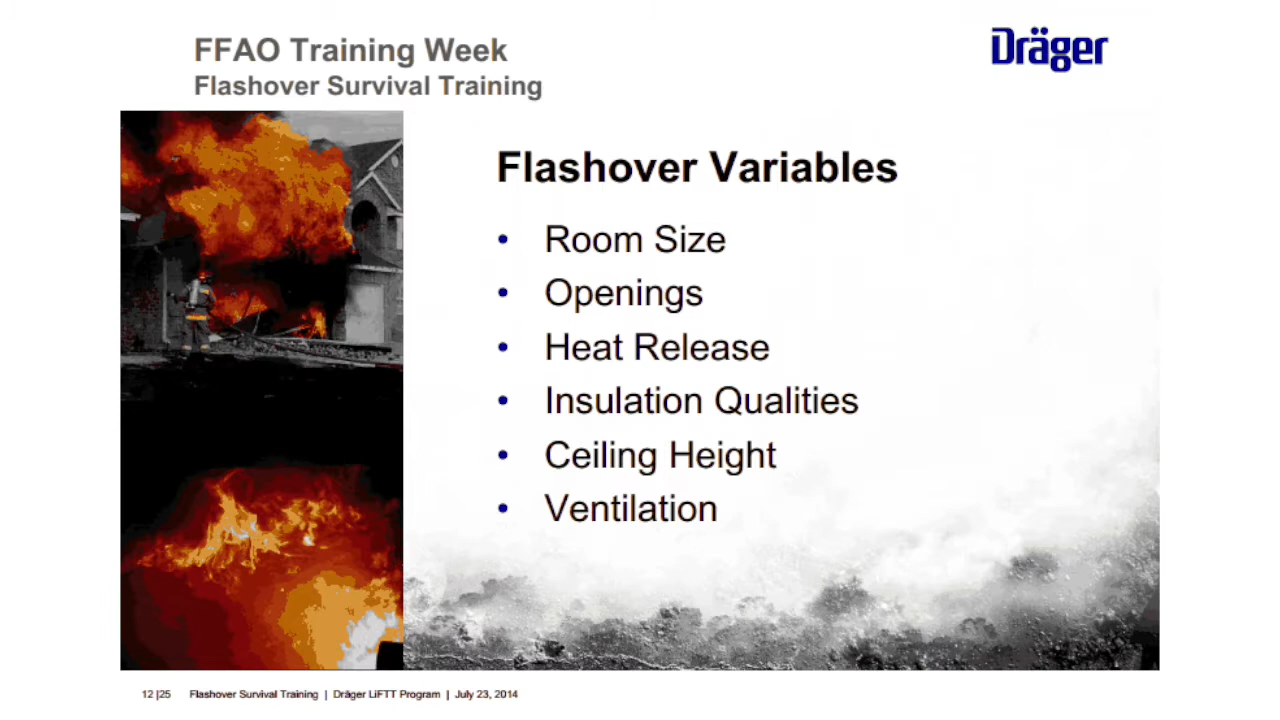 FFAO Training Week
Flashover Survival Training
Dräger
Flashover Variables
• Room Size
• Openings
• Heat Release
• Insulation Qualities
• Ceiling Height
• Ventilation
12 |25 Flashover Survival Training | Dräger LiFTT Program | July 23, 2014